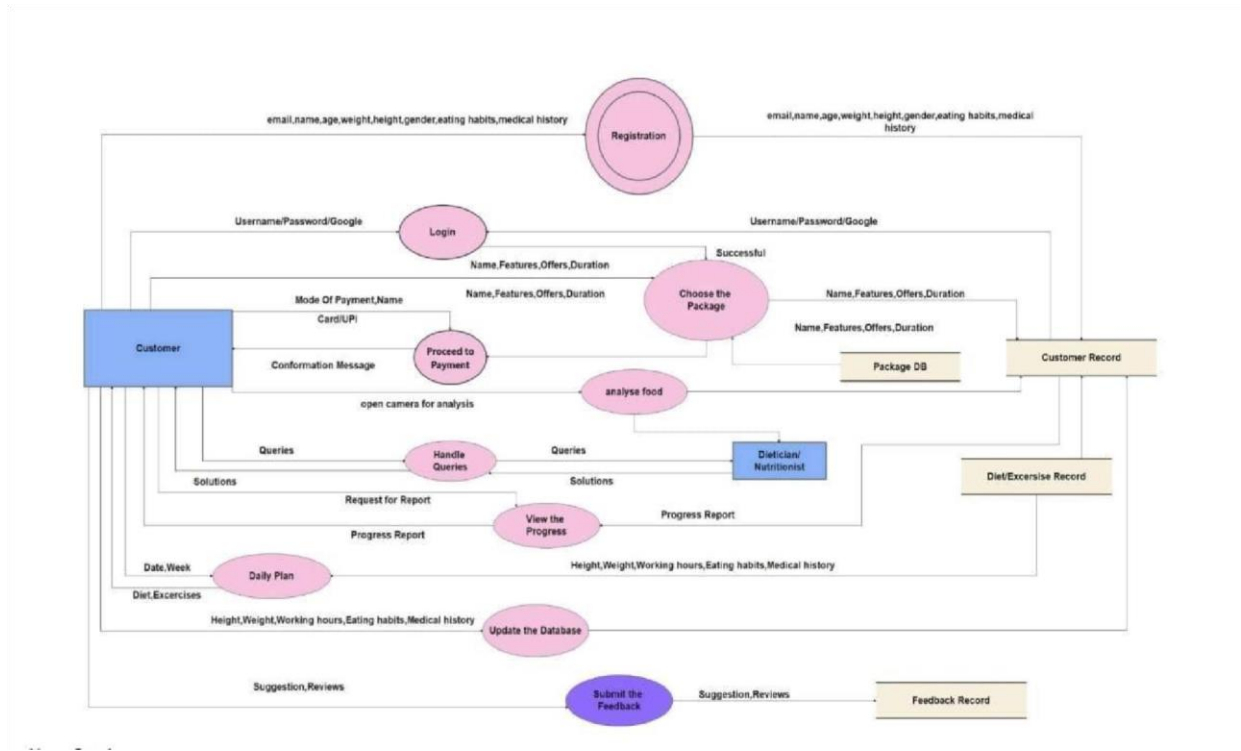 email,name,age,weight,height,gender,eating habits,medical history
email,name,age,weight,height,gender,eating habits,medical
history
Registration
Username/Password/Google
Login
Username/Password/Google
Successful
Name,Features,Offers,Duration
Name,Features,Offers,Duration
Choose the
Package
Name,Features,Offers,Duration
Mode Of Payment,Name
Card/UPI
Name,Features,Offers,Duration
Customer
Proceed to
Payment
Conformation Message
Package DB
Customer Record
analyse food
open camera for analysis
Queries
Handle
Queries
Queries
Dietician/
Nutritionist
Solutions
Solutions
Diet/Excersise Record
Request for Report
View the
Progress
Progress Report
Progress Report
Date,Week
Daily Plan
Height,Weight,Working hours,Eating habits,Medical history
Diet,Excercises
Height,Weight,Working hours,Eating habits,Medical history
Update the Database
Suggestion,Reviews
Submit the
Feedback
Suggestion,Reviews
Feedback Record